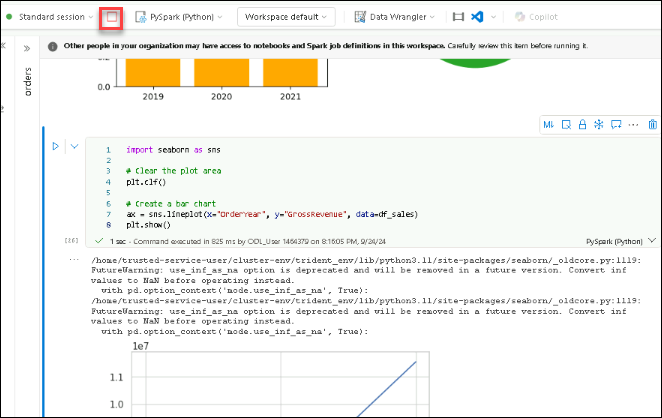 Standard session
PySpark (Python)
Workspace default
Data Wrangler
Copilot
Other people in your organization may have access to notebooks and Spark job definitions in this workspace. Carefully review this item before running it.
orders
0.0
2019 2020 2021
M↓
1 import seaborn as sns
2
3 # Clear the plot area
4 plt.clf()
5
6 # Create a bar chart
7 ax = sns.lineplot(x="OrderYear", y="GrossRevenue", data=df_sales)
8 plt.show()
1 sec - Command executed in 825 ms by ODL_User 1464379 on 8:16:05 PM, 9/24/24
PySpark (Python)
/home/trusted-service-user/cluster-env/trident_env/lib/python3.11/site-packages/seaborn/_oldcore.py:1119:
FutureWarning: use_inf_as_na option is deprecated and will be removed in a future version. Convert inf
values to NaN before operating instead.
with pd.option_context('mode.use_inf_as_na', True):
/home/trusted-service-user/cluster-env/trident_env/lib/python3.11/site-packages/seaborn/_oldcore.py:1119:
FutureWarning: use_inf_as_na option is deprecated and will be removed in a future version. Convert inf
values to NaN before operating instead.
with pd.option_context('mode.use_inf_as_na', True):
1e7
1.1
1.0